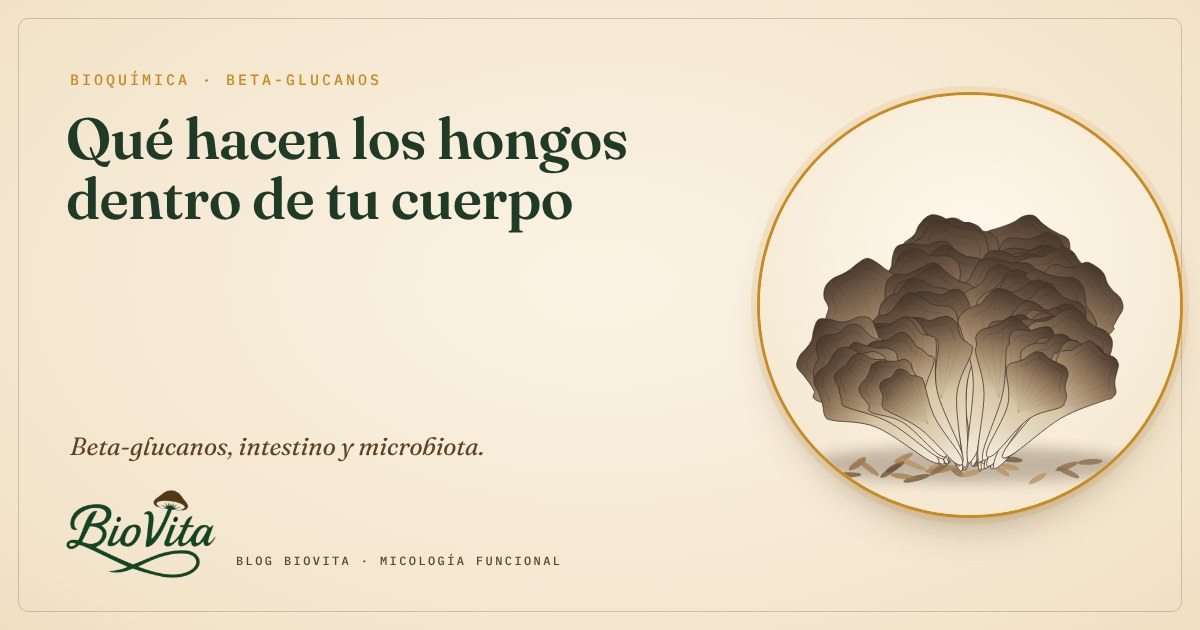 BIOQUÍMICA · BETA-GLUCANOS
Qué hacen los hongos
dentro de tu cuerpo
Beta-glucanos, intestino y microbiota.
BioVita
BLOG BIOVITA · MICOLOGÍA FUNCIONAL